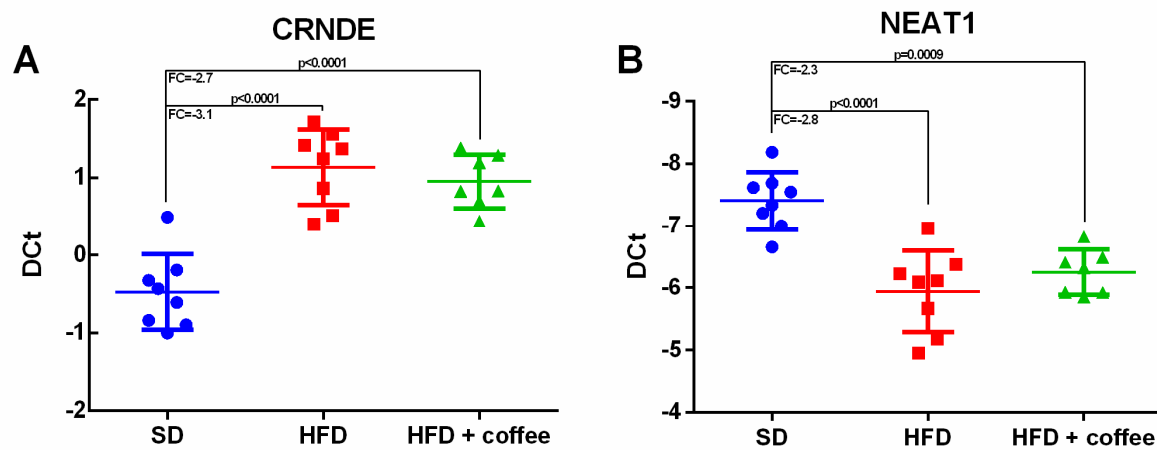 CRNDE
A
p<0.0001
FC=-2.7
p<0.0001
FC=-3.1
2
1
0
-1
-2
DCt
SD
HFD
HFD + coffee
NEAT1
B
p=0.0009
FC=-2.3
p<0.0001
FC=-2.8
-9
-8
-7
-6
-5
-4
DCt
SD
HFD
HFD + coffee